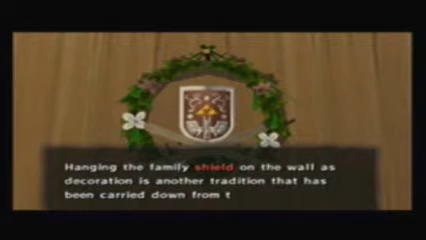 Hanging the family shield on the wall as
decoration is another tradition that has
been carried down from t